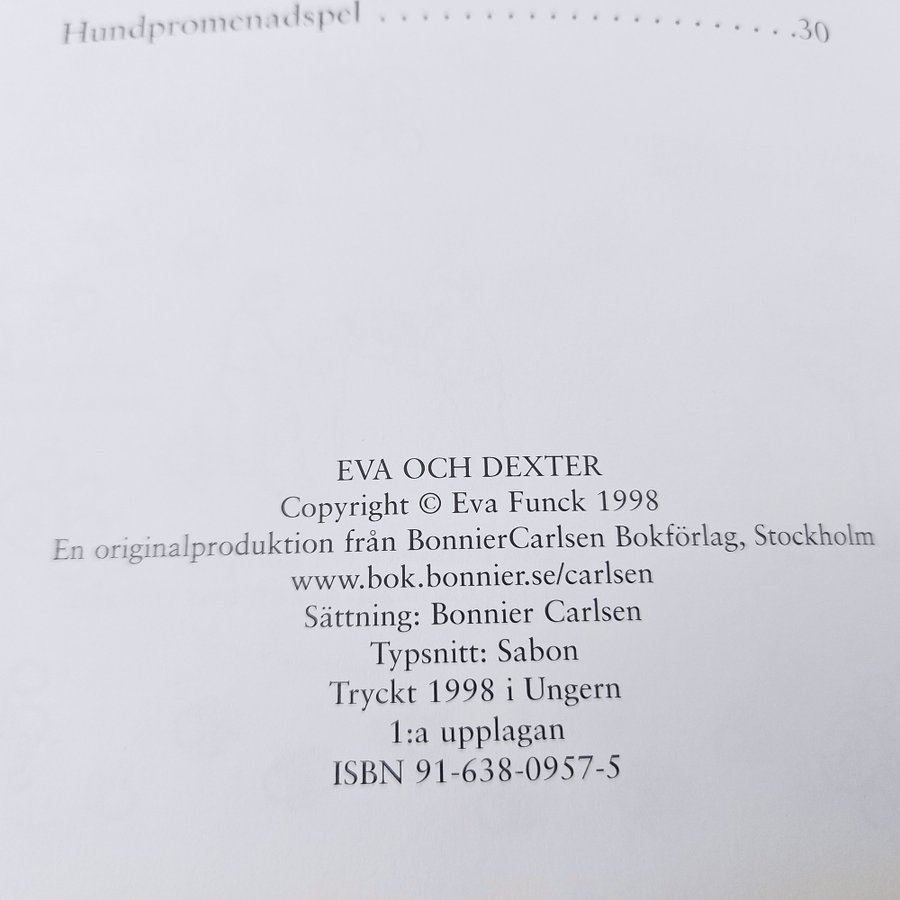 Hundpromenadspel . . . . . . . . . . . . . . . . . . . . . . .30
EVA OCH DEXTER
Copyright © Eva Funck 1998
En originalproduktion från BonnierCarlsen Bokförlag, Stockholm
www.bok.bonnier.se/carlsen
Sättning: Bonnier Carlsen
Typsnitt: Sabon
Tryckt 1998 i Ungern
1:a upplagan
ISBN 91-638-0957-5